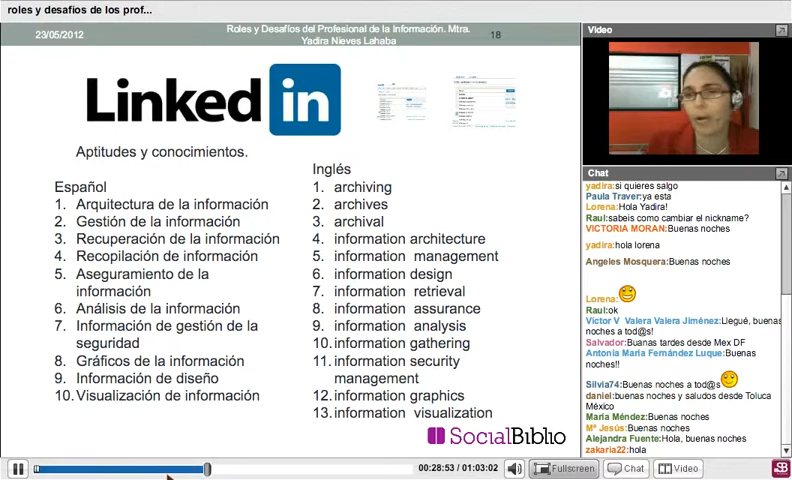 roles y desafíos de los prof...
23/05/2012
Roles y Desafíos del Profesional de la Información. Mtra.
Yadira Nieves Lahaba
18
Linked in
Aptitudes y conocimientos.
Español
1. Arquitectura de la información
2. Gestión de la información
3. Recuperación de la información
4. Recopilación de información
5. Aseguramiento de la
información
6. Análisis de la información
7. Información de gestión de la
seguridad
8. Gráficos de la información
9. Información de diseño
10. Visualización de información
Inglés
1. archiving
2. archives
3. archival
4. information architecture
5. information management
6. information design
7. information retrieval
8. information assurance
9. information analysis
10. information gathering
11. information security
management
12. information graphics
13. information visualization
SocialBiblio
Video
Chat
yadira:si quieres salgo
Paula Traver:ya esta
Lorena:Hola Yadira!
Raul:sabeis como cambiar el nickname?
VICTORIA MORAN:Buenas noches
yadira:hola lorena
Angeles Mosquera:Buenas noches
Lorena:
Raul:ok
Victor V Valera Valera Jiménez:Llegué, buenas
noches a tod@s!
Salvador:Buenas tardes desde Mex DF
Antonia Maria Fernández Luque:Buenas
noches!!
Silvia74:Buenas noches a tod@s
daniel:buenas noches y saludos desde Toluca
México
Maria Méndez:Buenas noches
Mª Jesús:Buenas noches
Alejandra Fuente:Hola, buenas noches
zakaria22:hola
00:28:53 / 01:03:02
Fullscreen
Chat
Video
SB